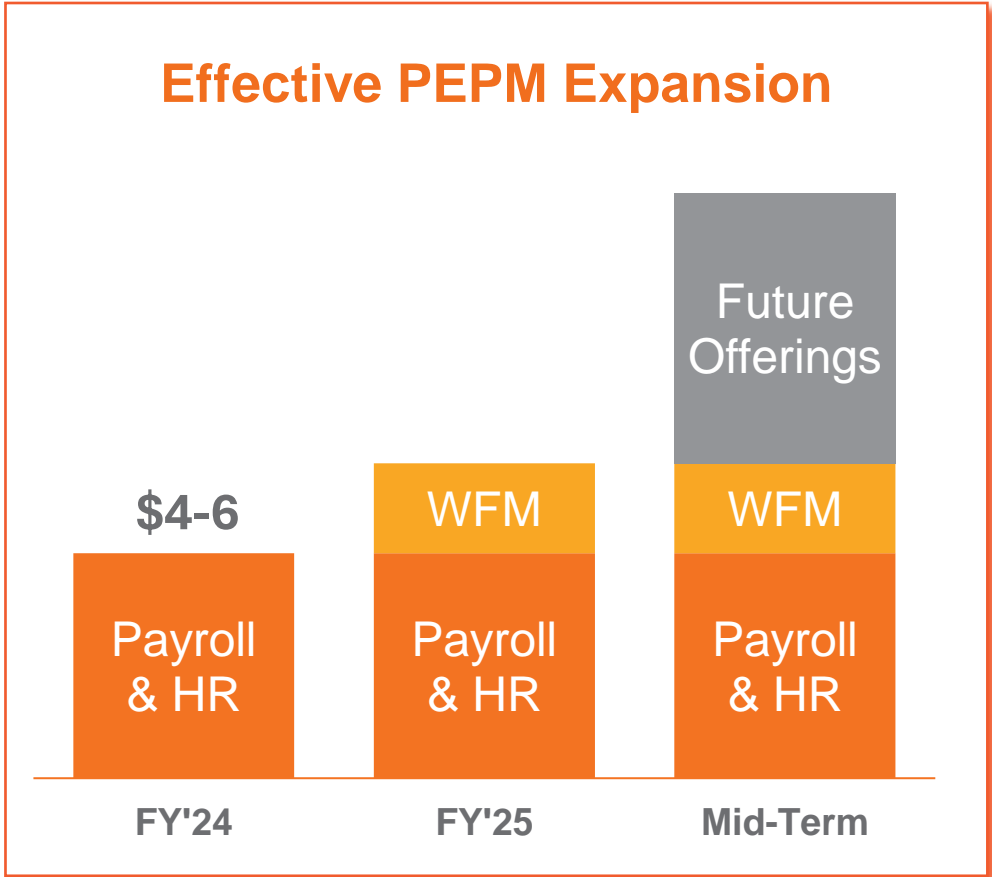 Effective PEPM Expansion
Future
Offerings
$4-6
WFM
WFM
Payroll
& HR
Payroll
& HR
Payroll
& HR
FY'24
FY'25
Mid-Term